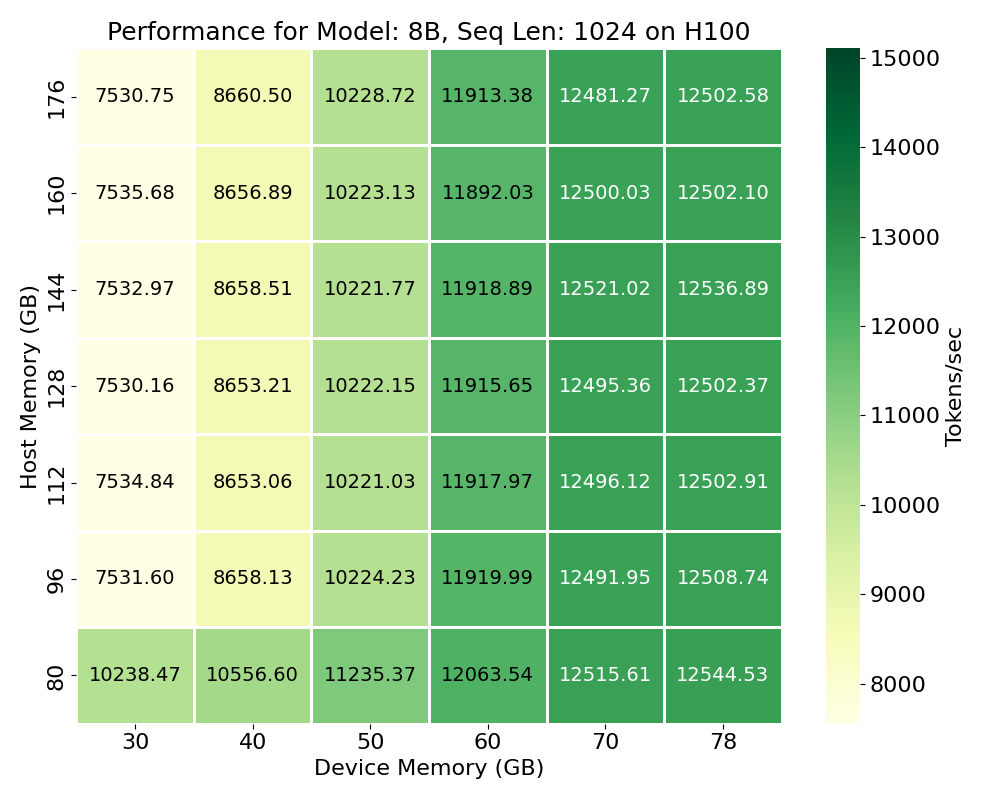 Performance for Model: 8B, Seq Len: 1024 on H100
176 7530.75 8660.50 10228.72 11913.38 12481.27 12502.58
160 7535.68 8656.89 10223.13 11892.03 12500.03 12502.10
144 7532.97 8658.51 10221.77 11918.89 12521.02 12536.89
128 7530.16 8653.21 10222.15 11915.65 12495.36 12502.37
112 7534.84 8653.06 10221.03 11917.97 12496.12 12502.91
96 7531.60 8658.13 10224.23 11919.99 12491.95 12508.74
80 10238.47 10556.60 11235.37 12063.54 12515.61 12544.53
30 40 50 60 70 78
Device Memory (GB)
Host Memory (GB)
15000
14000
13000
12000
11000
10000
9000
8000
Tokens/sec